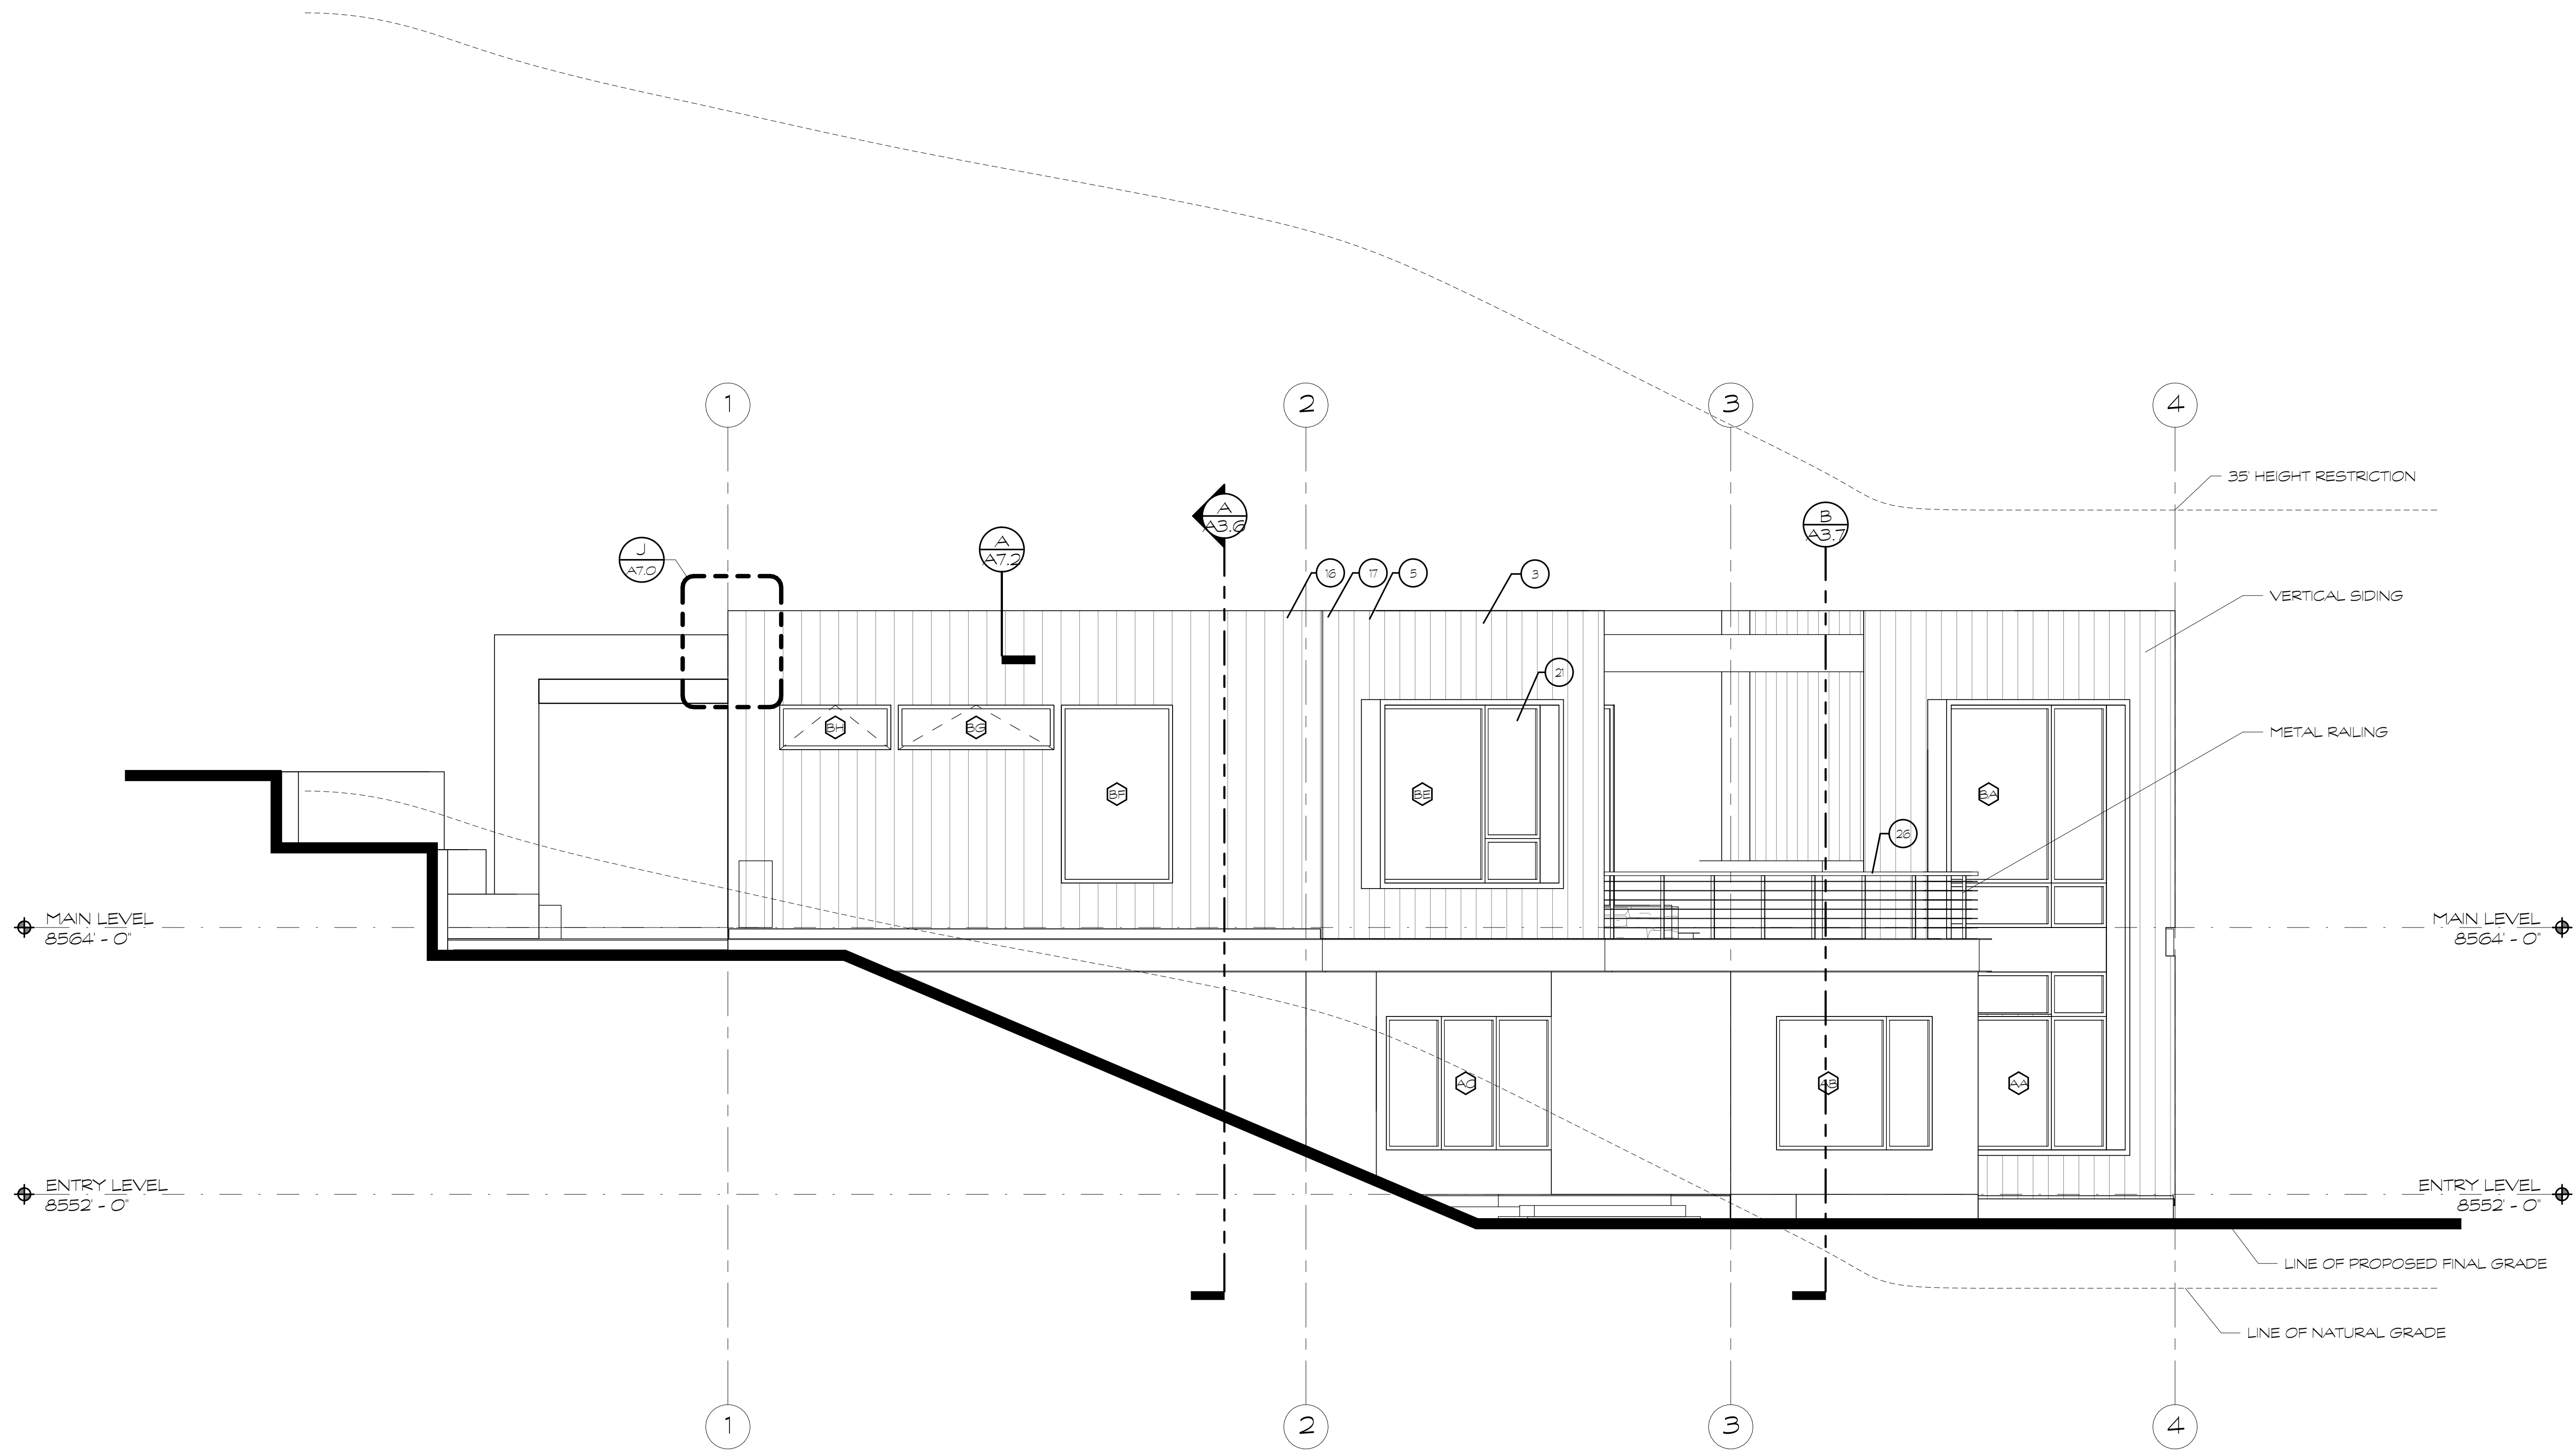 1
2
3
4
35' HEIGHT RESTRICTION
A
A3.6
B
A3.7
J
A7.0
A
A7.2
16
17
5
3
VERTICAL SIDING
21
BH
BG
METAL RAILING
BF
BE
BA
26
MAIN LEVEL
8564' - 0"
MAIN LEVEL
8564' - 0"
AC
AB
AA
ENTRY LEVEL
8552' - 0"
ENTRY LEVEL
8552' - 0"
LINE OF PROPOSED FINAL GRADE
LINE OF NATURAL GRADE
1
2
3
4